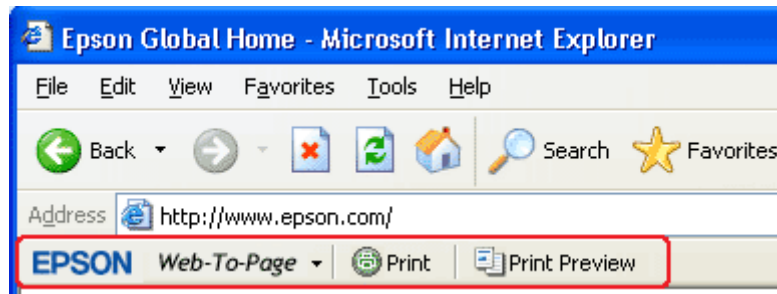 Epson Global Home - Microsoft Internet Explorer
File Edit View Favorites Tools Help
Back Search Favorites
Address http://www.epson.com/
EPSON Web-To-Page Print Print Preview